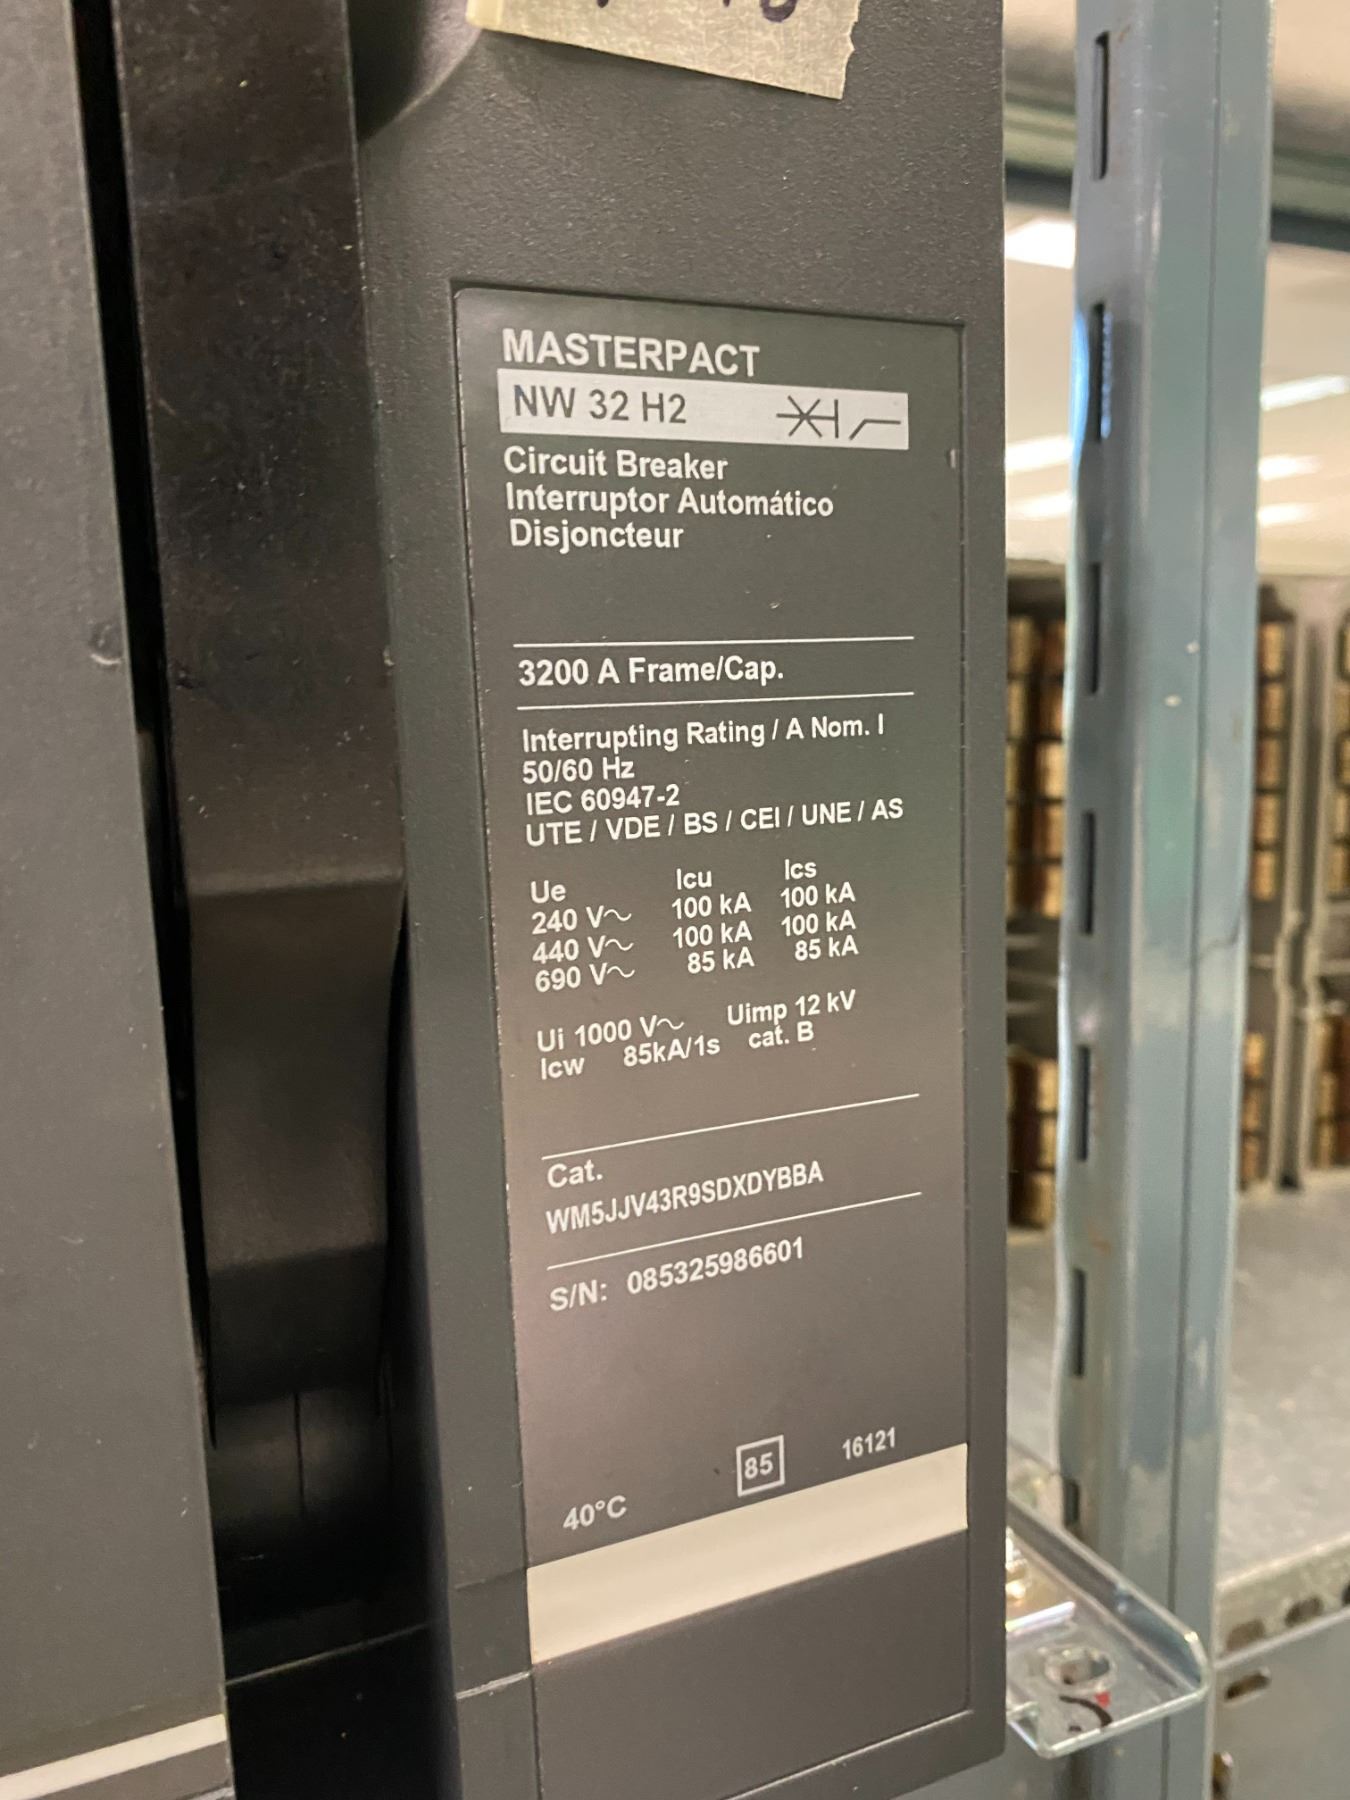 MASTERPACT
NW 32 H2
Circuit Breaker
Interruptor Automático
Disjoncteur
3200 A Frame/Cap.
Interrupting Rating / A Nom. I
50/60 Hz
IEC 60947-2
UTE / VDE / BS / CEI / UNE / AS
Ue Icu Ics
240 V~ 100 kA 100 kA
440 V~ 100 kA 100 kA
690 V~ 85 kA 85 kA
Ui 1000 V~ Uimp 12 kV
Icw 85kA/1s cat. B
Cat.
WM5JJV43R9SDXDYBBA
S/N: 085325986601
40°C 85 16121